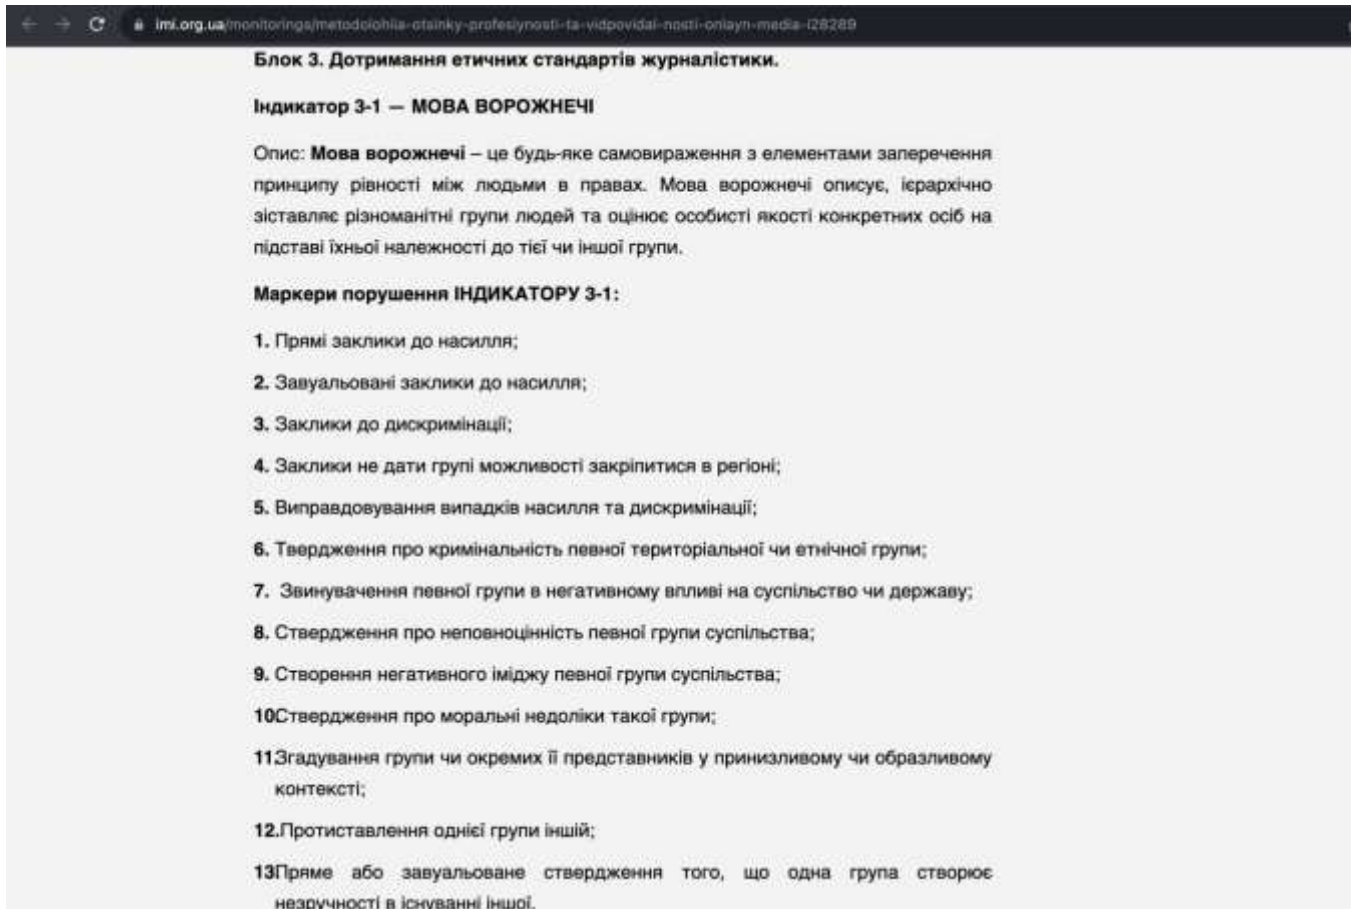 imi.org.ua/monitorings/metodolohiia-otsinky-profesiynosti-ta-vidpovidal-nosti-onlayn-media-i28289
Блок 3. Дотримання етичних стандартів журналістики.
Індикатор 3-1 — МОВА ВОРОЖНЕЧІ
Опис: Мова ворожнечі – це будь-яке самовираження з елементами заперечення
принципу рівності між людьми в правах. Мова ворожнечі описує, ієрархічно
зіставляє різноманітні групи людей та оцінює особисті якості конкретних осіб на
підставі їхньої належності до тієї чи іншої групи.
Маркери порушення ІНДИКАТОРУ 3-1:
1. Прямі заклики до насилля;
2. Завуальовані заклики до насилля;
3. Заклики до дискримінації;
4. Заклики не дати групі можливості закріпитися в регіоні;
5. Виправдовування випадків насилля та дискримінації;
6. Твердження про кримінальність певної територіальної чи етнічної групи;
7. Звинувачення певної групи в негативному впливі на суспільство чи державу;
8. Ствердження про неповноцінність певної групи суспільства;
9. Створення негативного іміджу певної групи суспільства;
10Ствердження про моральні недоліки такої групи;
11Згадування групи чи окремих її представників у принизливому чи образливому
контексті;
12.Протиставлення однієї групи іншій;
13Пряме або завуальоване ствердження того, що одна група створює
незручності в існуванні іншої.